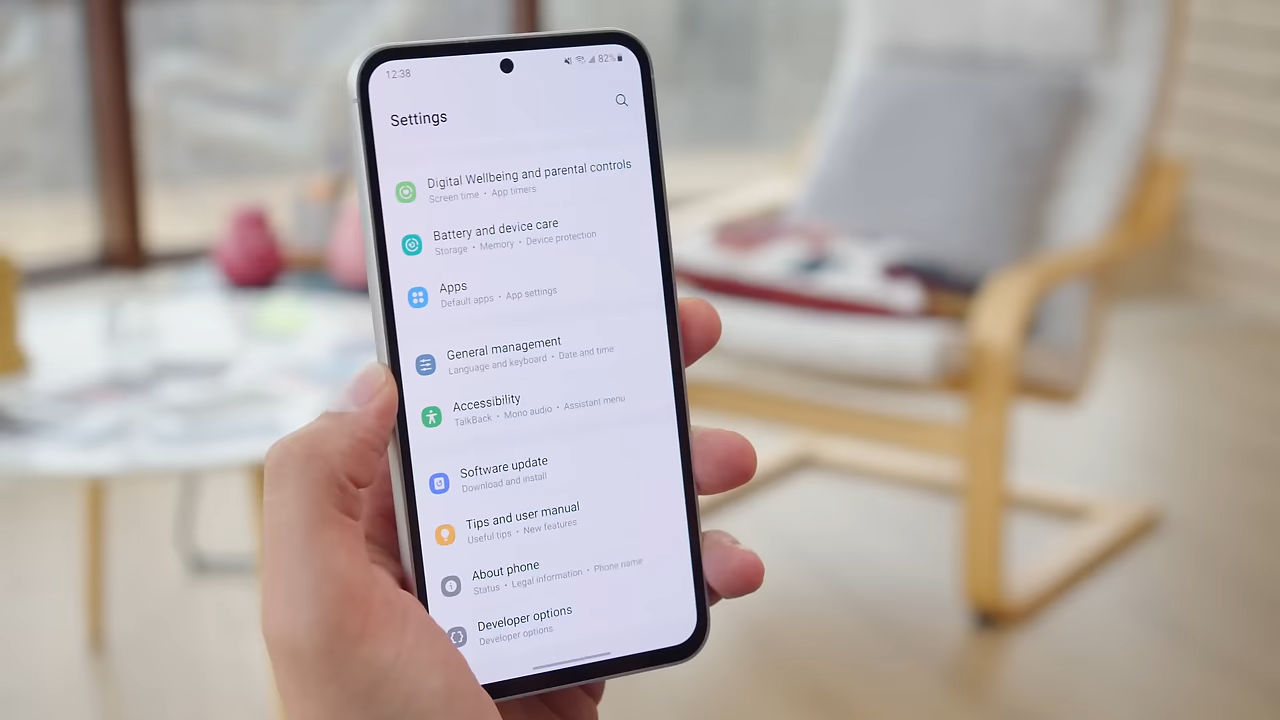 12:38
82%
Settings
Digital Wellbeing and parental controls
Screen time • App timers
Battery and device care
Storage • Memory • Device protection
Apps
Default apps • App settings
General management
Language and keyboard • Date and time
Accessibility
TalkBack • Mono audio • Assistant menu
Software update
Download and install
Tips and user manual
Useful tips • New features
About phone
Status • Legal information • Phone name
Developer options
Developer options